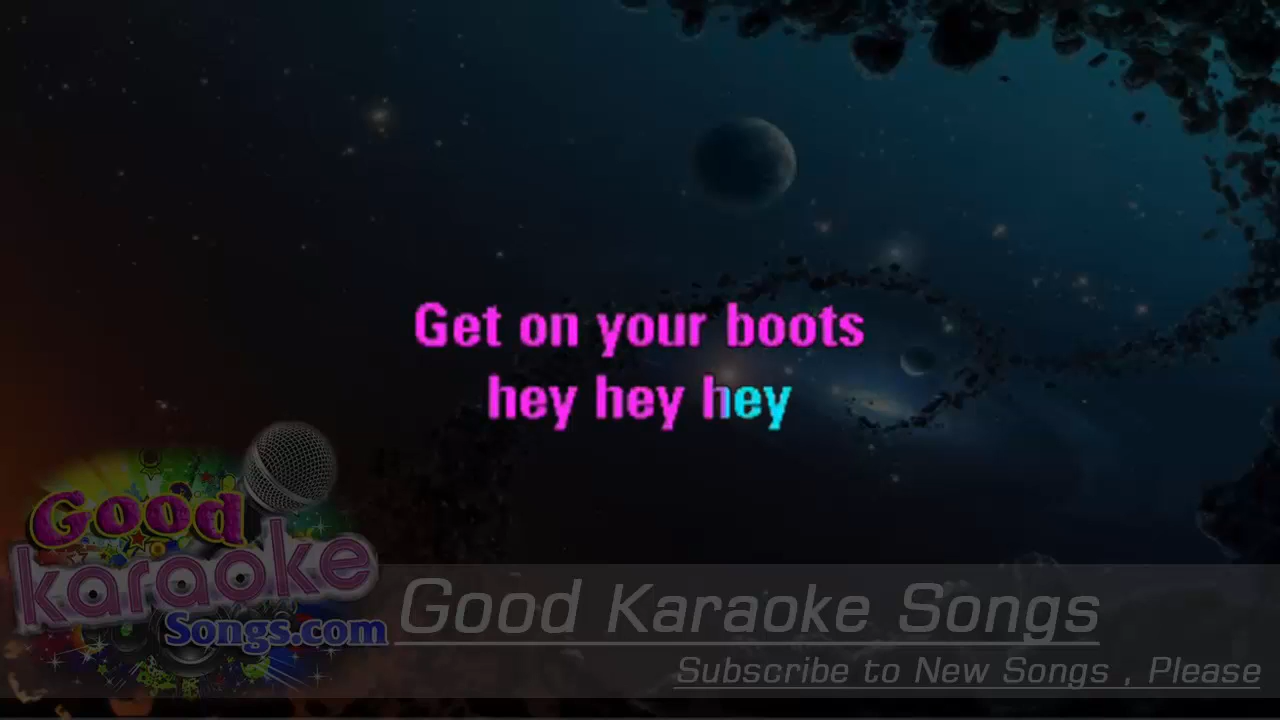 Get on your boots
hey hey hey
Good
Karaoke
Songs.com
Good Karaoke Songs
Subscribe to New Songs , Please